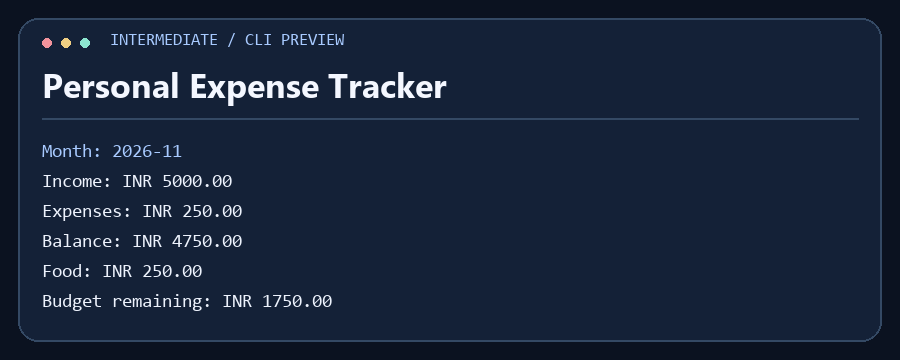 INTERMEDIATE / CLI PREVIEW
Personal Expense Tracker
Month: 2026-11
Income: INR 5000.00
Expenses: INR 250.00
Balance: INR 4750.00
Food: INR 250.00
Budget remaining: INR 1750.00